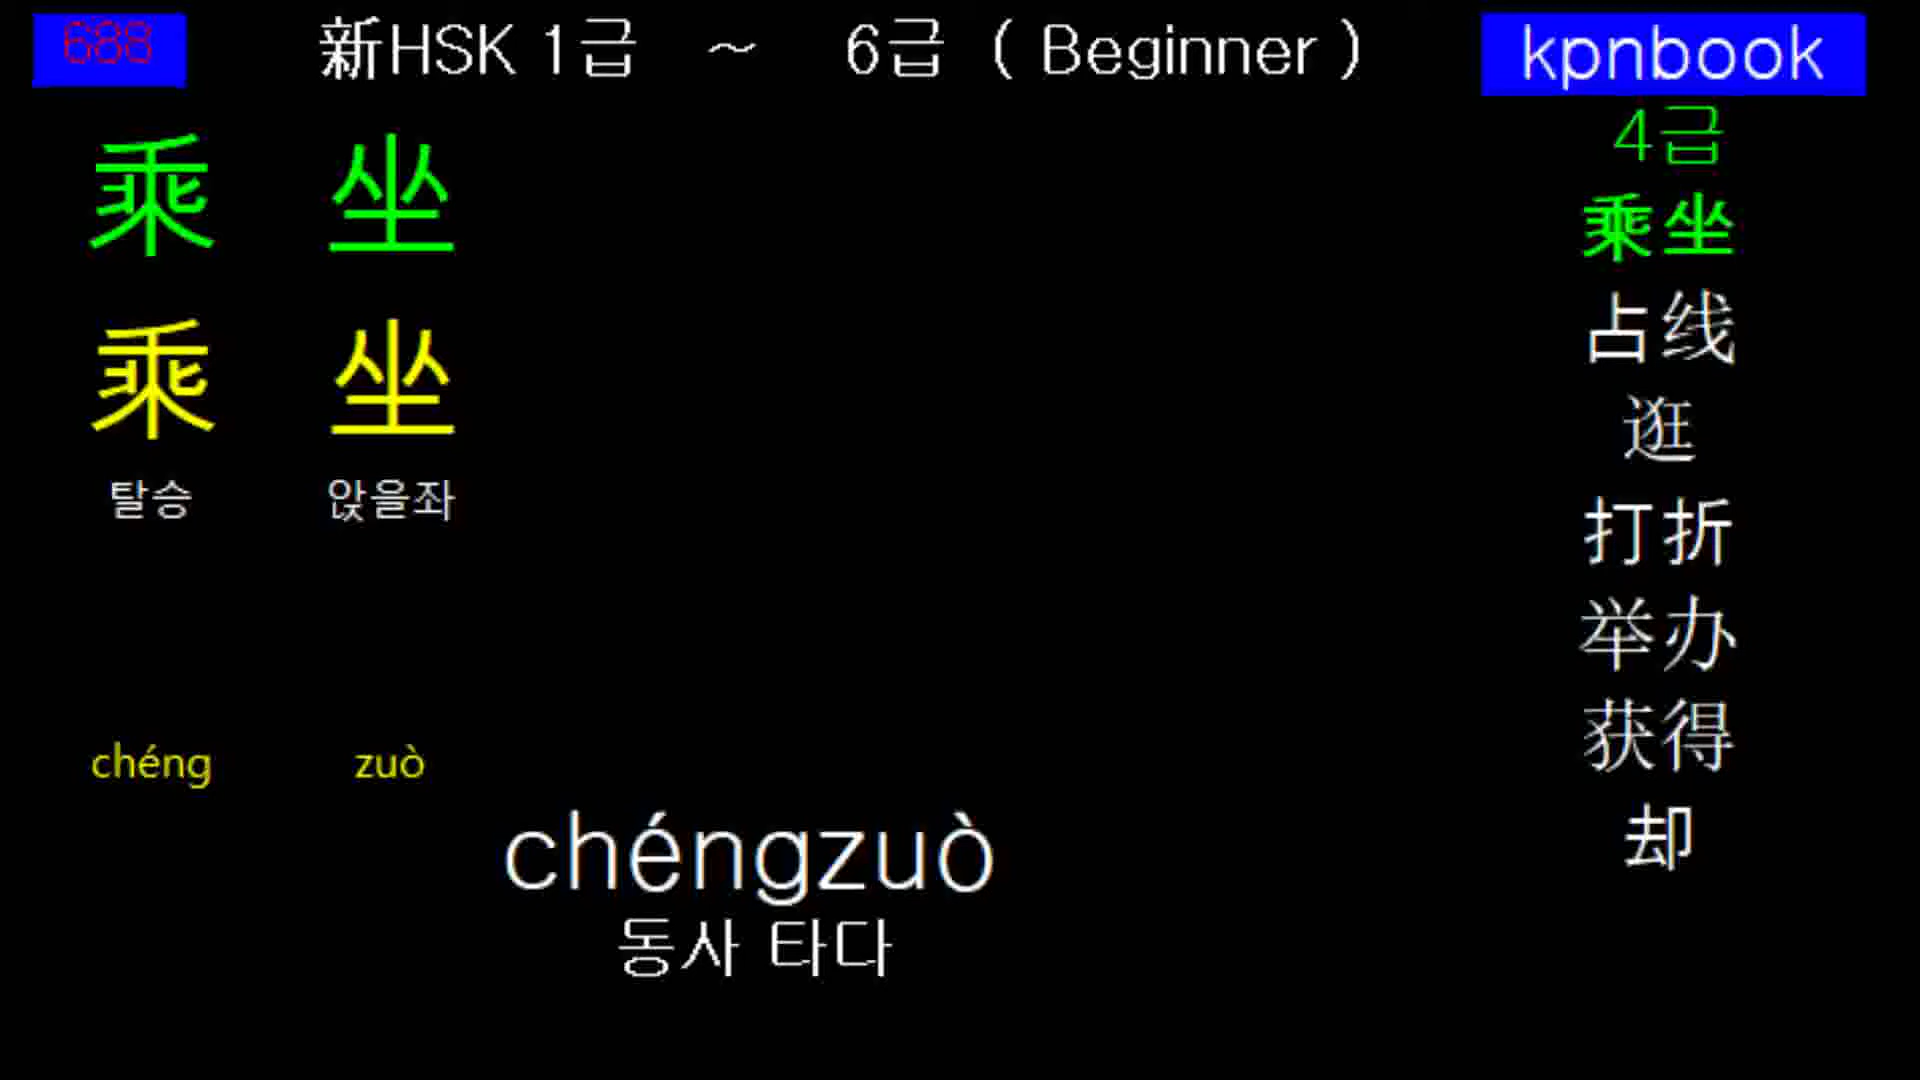 688
新HSK 1급 ~ 6급 ( Beginner )
kpnbook
乘 坐
乘 坐
탈승 앉을좌
chéng zuò
chéngzuò
동사 타다
4급
乘坐
占线
逛
打折
举办
获得
却